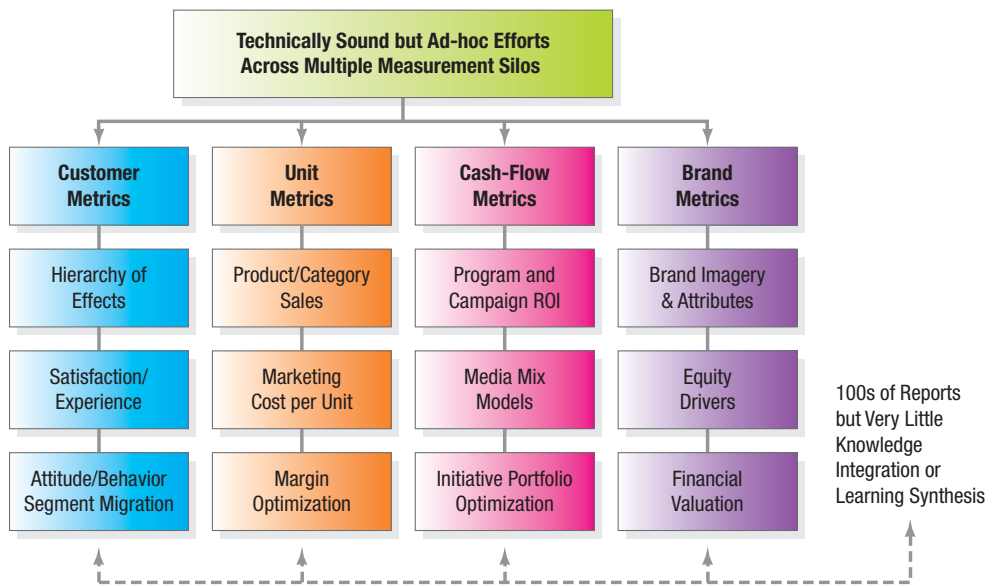 Technically Sound but Ad-hoc Efforts
Across Multiple Measurement Silos
Customer
Metrics
Hierarchy of
Effects
Satisfaction/
Experience
Attitude/Behavior
Segment Migration
Unit
Metrics
Product/Category
Sales
Marketing
Cost per Unit
Margin
Optimization
Cash-Flow
Metrics
Program and
Campaign ROI
Media Mix
Models
Initiative Portfolio
Optimization
Brand
Metrics
Brand Imagery
& Attributes
Equity
Drivers
Financial
Valuation
100s of Reports
but Very Little
Knowledge
Integration or
Learning Synthesis